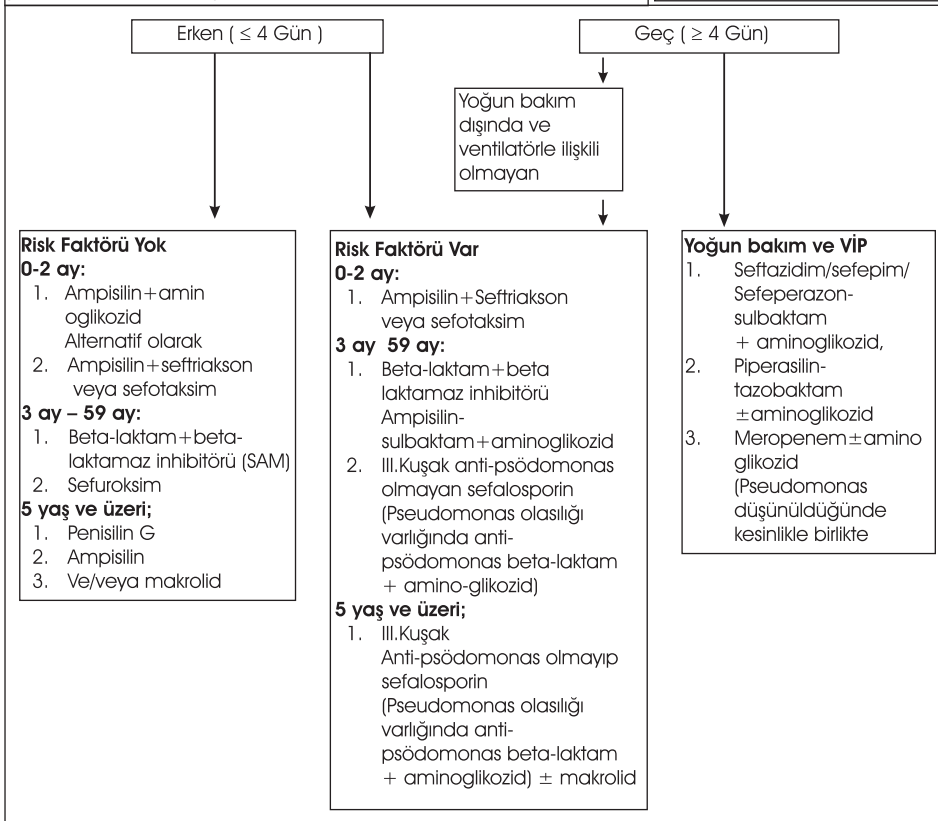 Erken ( ≤ 4 Gün )
Geç ( ≥ 4 Gün)
Yoğun bakım
dışında ve
ventilatörle ilişkili
olmayan
Risk Faktörü Yok
0-2 ay:
1. Ampisilin+amin
oglikozid
Alternatif olarak
2. Ampisilin+seftriakson
veya sefotaksim
3 ay – 59 ay:
1. Beta-laktam+beta-
laktamaz inhibitörü (SAM)
2. Sefuroksim
5 yaş ve üzeri;
1. Penisilin G
2. Ampisilin
3. Ve/veya makrolid
Risk Faktörü Var
0-2 ay:
1. Ampisilin+Seftriakson
veya sefotaksim
3 ay 59 ay:
1. Beta-laktam+beta
laktamaz inhibitörü
Ampisilin-
sulbaktam+aminoglikozid
2. III.Kuşak anti-psödomonas
olmayan sefalosporin
(Pseudomonas olasılığı
varlığında anti-
psödomonas beta-laktam
+ amino-glikozid)
5 yaş ve üzeri;
1. III.Kuşak
Anti-psödomonas olmayıp
sefalosporin
(Pseudomonas olasılığı
varlığında anti-
psödomonas beta-laktam
+ aminoglikozid) ± makrolid
Yoğun bakım ve VİP
1. Seftazidim/sefepim/
Sefeperazon-
sulbaktam
+ aminoglikozid,
2. Piperasilin-
tazobaktam
±aminoglikozid
3. Meropenem±amino
glikozid
(Pseudomonas
düşünüldüğünde
kesinlikle birlikte